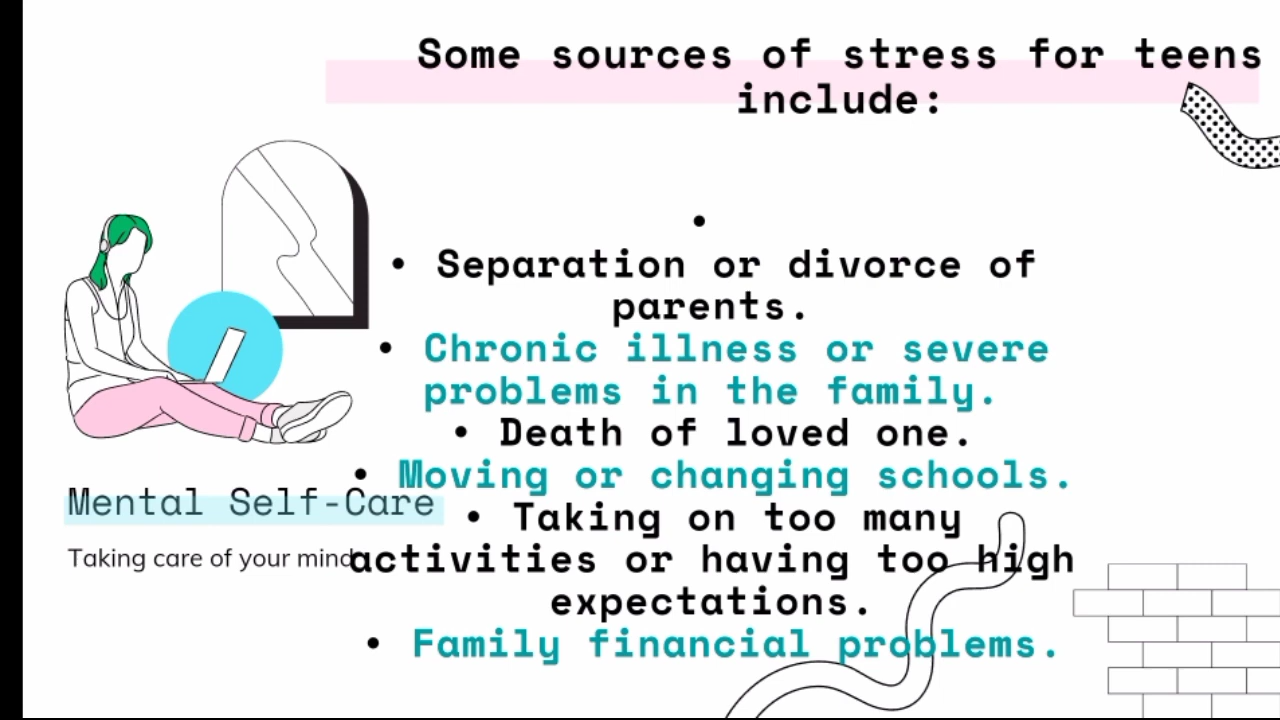 Some sources of stress for teens
include:
•
• Separation or divorce of
parents.
• Chronic illness or severe
problems in the family.
• Death of loved one.
• Moving or changing schools.
• Taking on too many
activities or having too high
expectations.
• Family financial problems.
Mental Self-Care
Taking care of your mind